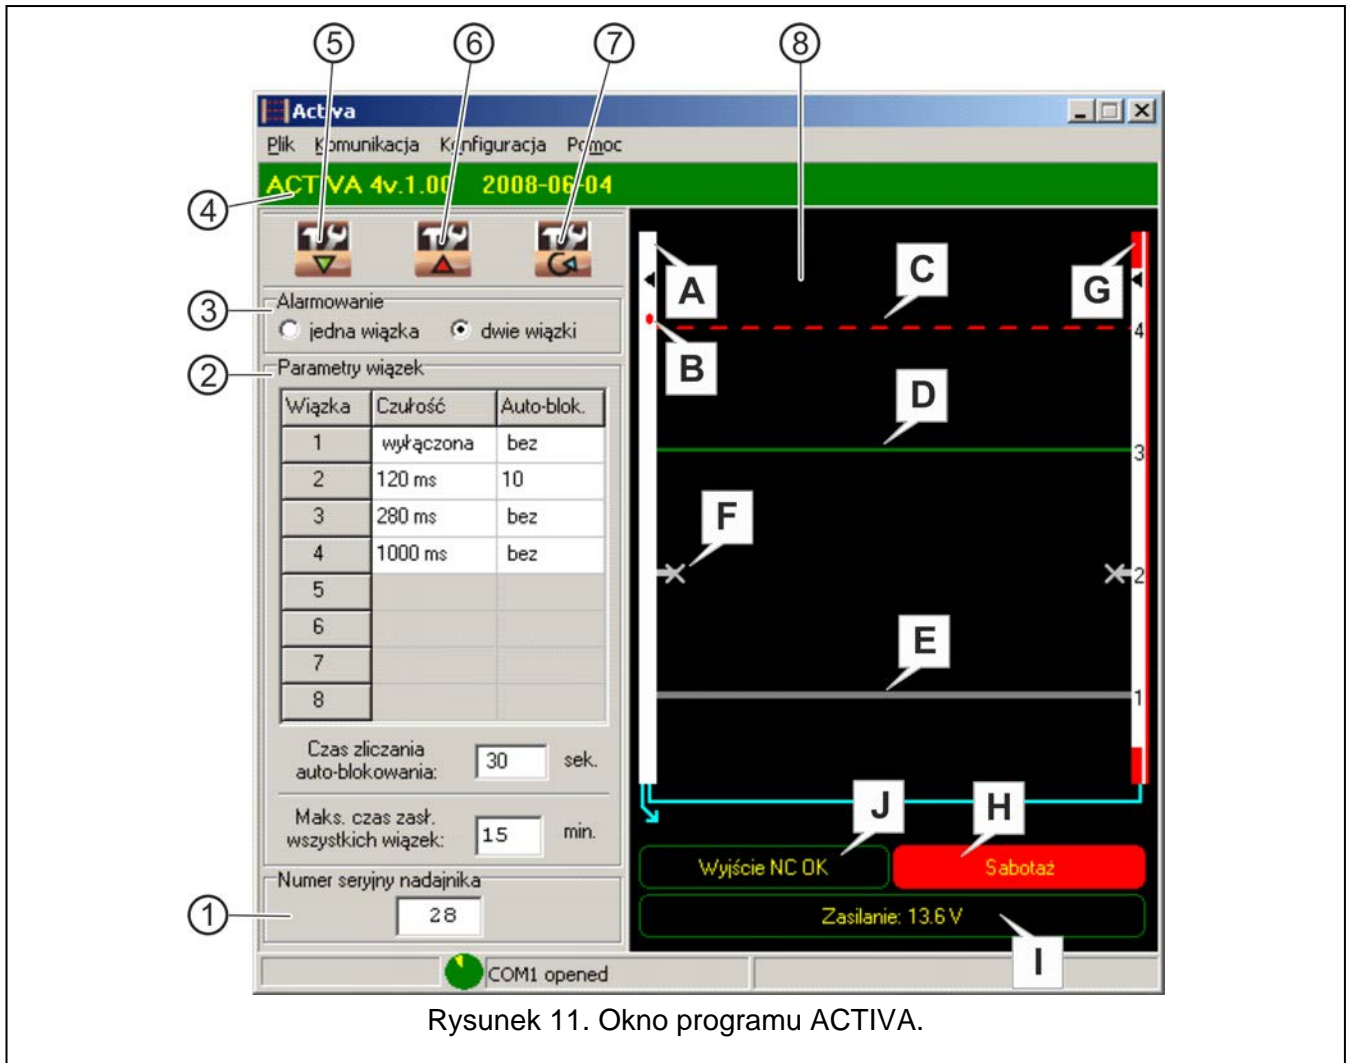 5 6 7 8
Activa
Plik Komunikacja Konfiguracja Pomoc
4
ACTIVA 4v.1.00 2008-06-04
3
Alarmowanie
jedna wiązka dwie wiązki
2
Parametry wiązek
Wiązka Czułość Auto-blok.
1 wyłączona bez
2 120 ms 10
3 280 ms bez
4 1000 ms bez
5
6
7
8
Czas zliczania
auto-blokowania: 30 sek.
Maks. czas zasł.
wszystkich wiązek: 15 min.
1
Numer seryjny nadajnika
28
COM1 opened
A C G
4
B
D
3
F
2
E
1
J H
Wyjście NC OK Sabotaż
Zasilanie: 13.6 V
I
Rysunek 11. Okno programu ACTIVA.